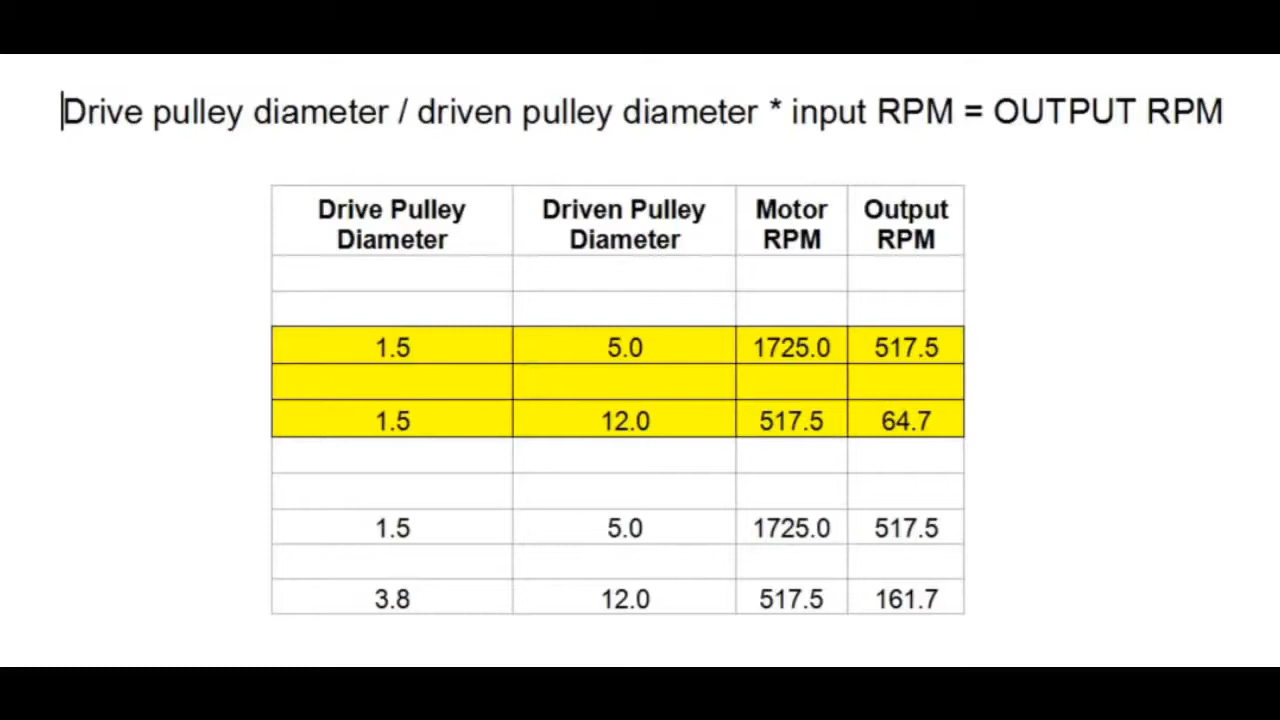 Drive pulley diameter / driven pulley diameter * input RPM = OUTPUT RPM
Drive Pulley Diameter Driven Pulley Diameter Motor RPM Output RPM
1.5 5.0 1725.0 517.5
1.5 12.0 517.5 64.7
1.5 5.0 1725.0 517.5
3.8 12.0 517.5 161.7